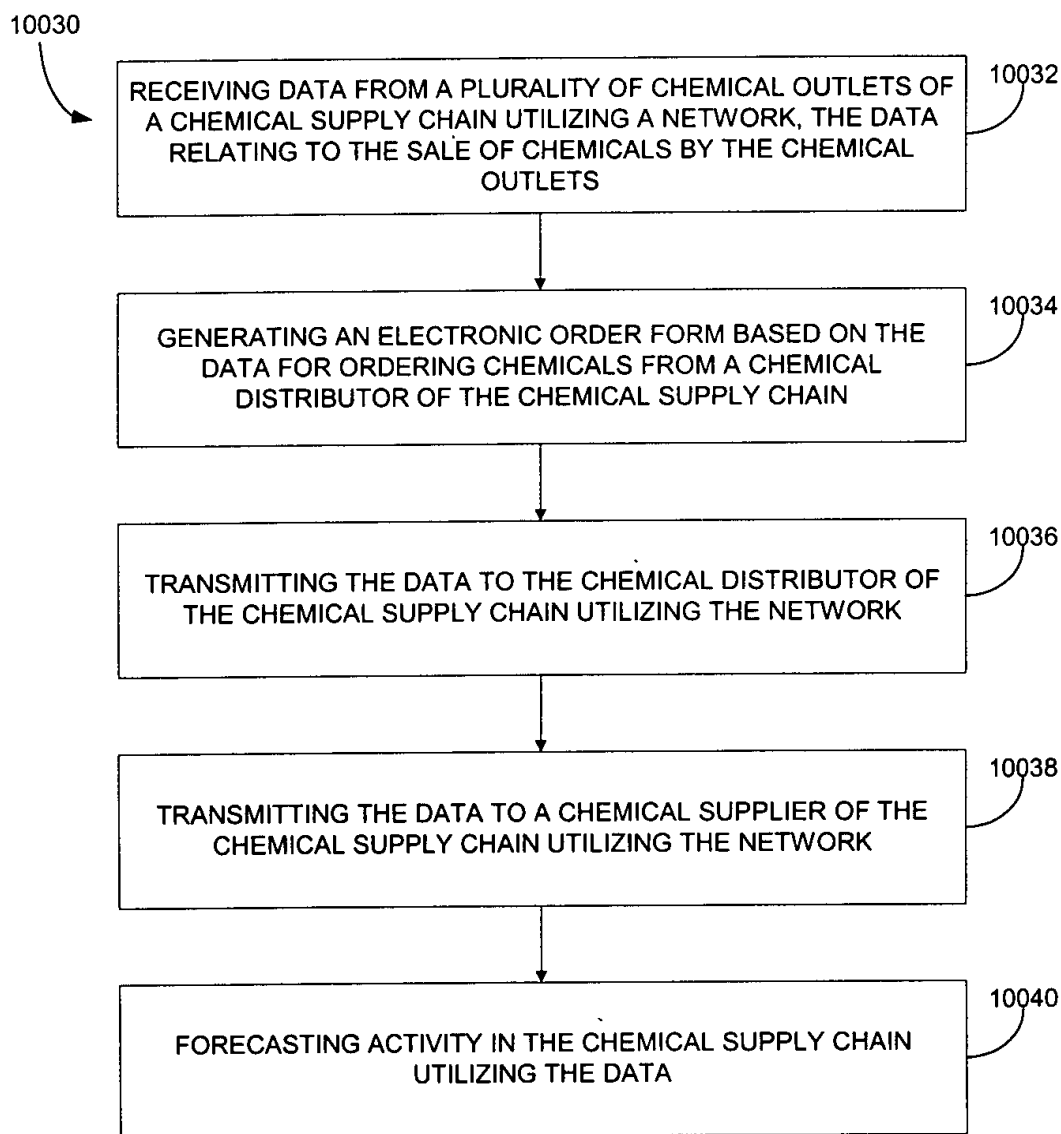 10030
10032
RECEIVING DATA FROM A PLURALITY OF CHEMICAL OUTLETS OF
A CHEMICAL SUPPLY CHAIN UTILIZING A NETWORK, THE DATA
RELATING TO THE SALE OF CHEMICALS BY THE CHEMICAL
OUTLETS
10034
GENERATING AN ELECTRONIC ORDER FORM BASED ON THE
DATA FOR ORDERING CHEMICALS FROM A CHEMICAL
DISTRIBUTOR OF THE CHEMICAL SUPPLY CHAIN
10036
TRANSMITTING THE DATA TO THE CHEMICAL DISTRIBUTOR OF
THE CHEMICAL SUPPLY CHAIN UTILIZING THE NETWORK
10038
TRANSMITTING THE DATA TO A CHEMICAL SUPPLIER OF THE
CHEMICAL SUPPLY CHAIN UTILIZING THE NETWORK
10040
FORECASTING ACTIVITY IN THE CHEMICAL SUPPLY CHAIN
UTILIZING THE DATA